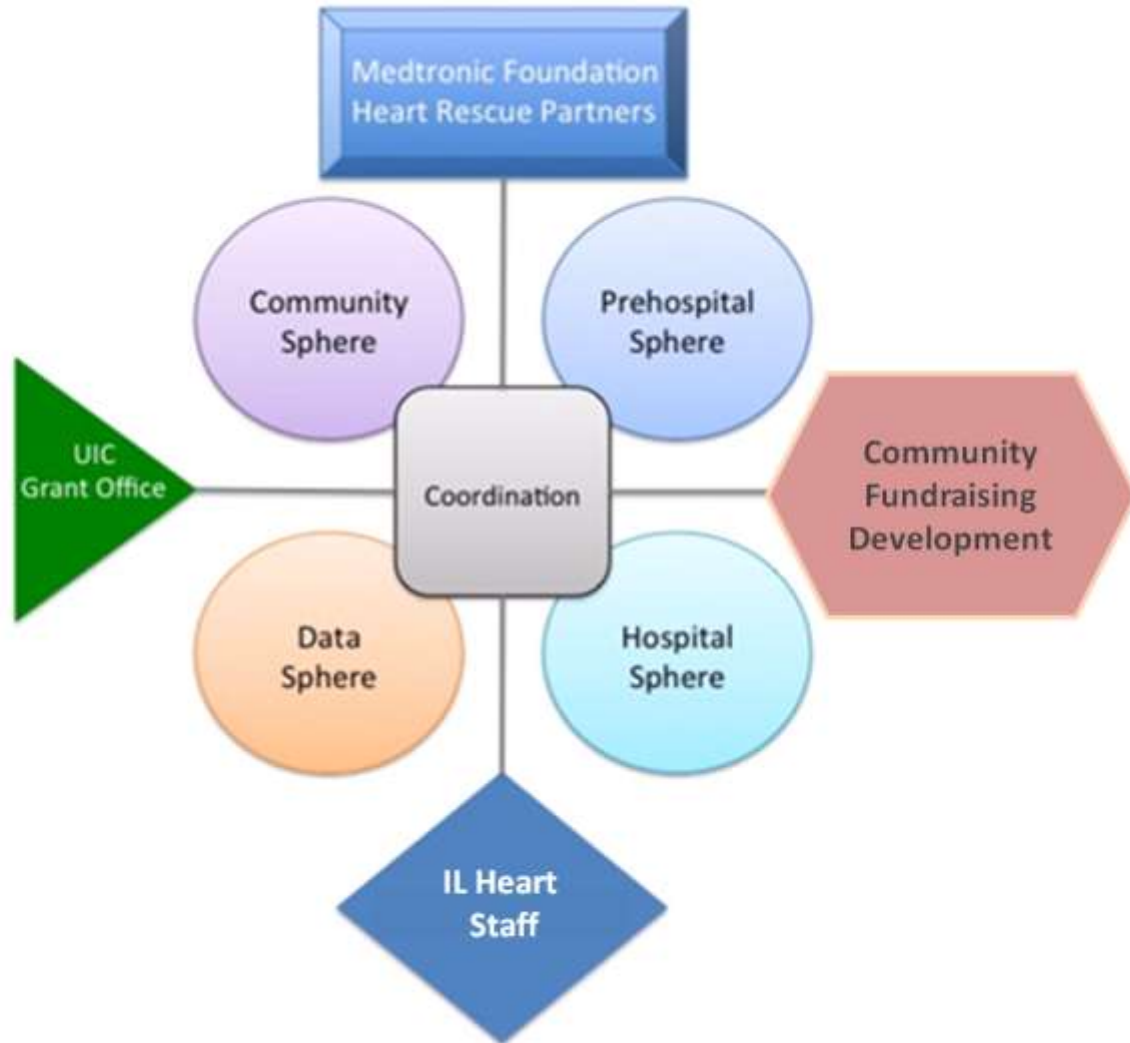 Medtronic Foundation
Heart Rescue Partners
Community
Sphere
Prehospital
Sphere
UIC
Grant Office
Coordination
Community
Fundraising
Development
Data
Sphere
Hospital
Sphere
IL Heart
Staff